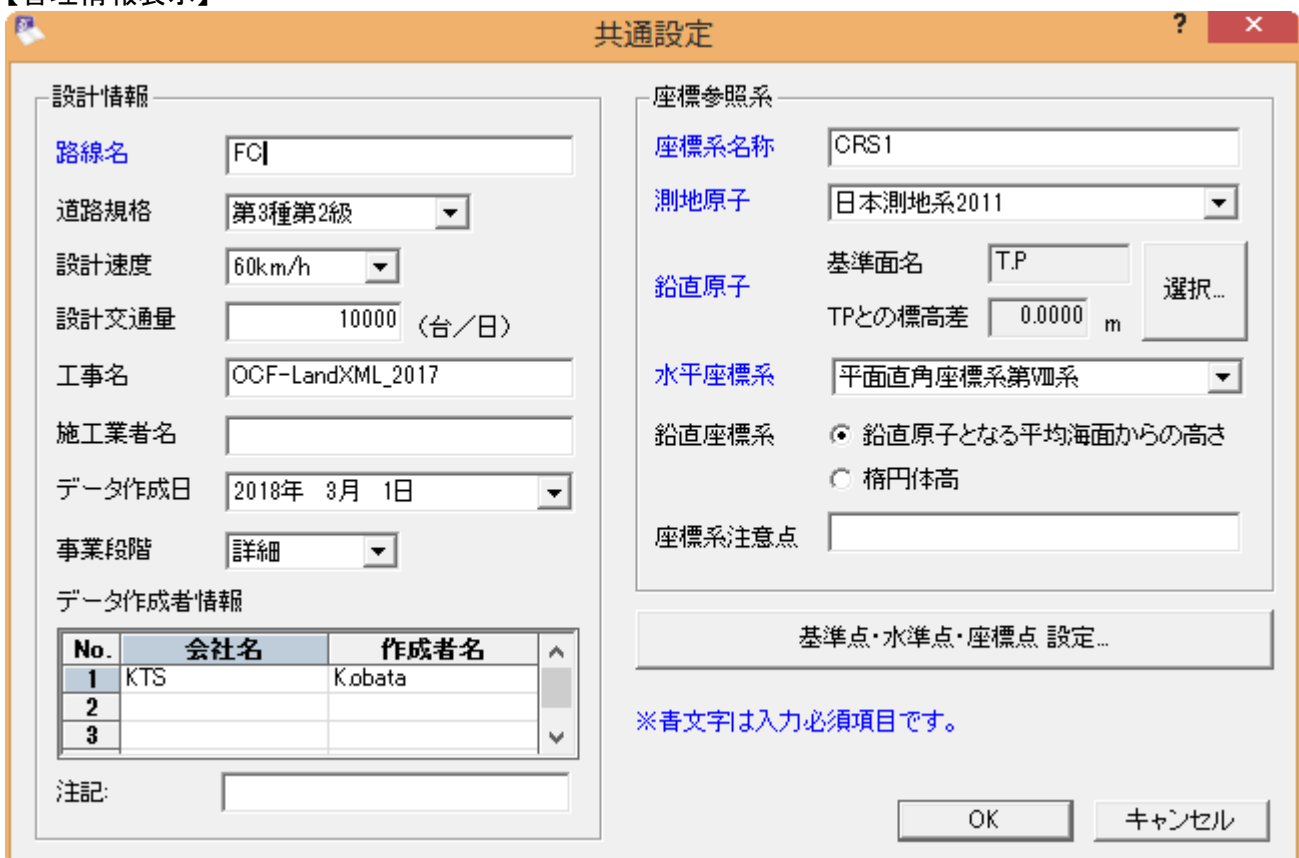 【管理情報表示】
共通設定
?
×
設計情報
路線名 FC
道路規格 第3種第2級
設計速度 60km/h
設計交通量 10000 (台/日)
工事名 OCF-LandXML_2017
施工業者名
データ作成日 2018年 3月 1日
事業段階 詳細
データ作成者情報
No. 会社名 作成者名
1 KTS K.obata
2
3
注記:
座標参照系
座標系名称 CRS1
測地原子 日本測地系2011
鉛直原子
基準面名 T.P
TPとの標高差 0.0000 m
選択...
水平座標系 平面直角座標系第Ⅷ系
鉛直座標系 鉛直原子となる平均海面からの高さ
楕円体高
座標系注意点
基準点・水準点・座標点 設定...
※青文字は入力必須項目です。
OK
キャンセル